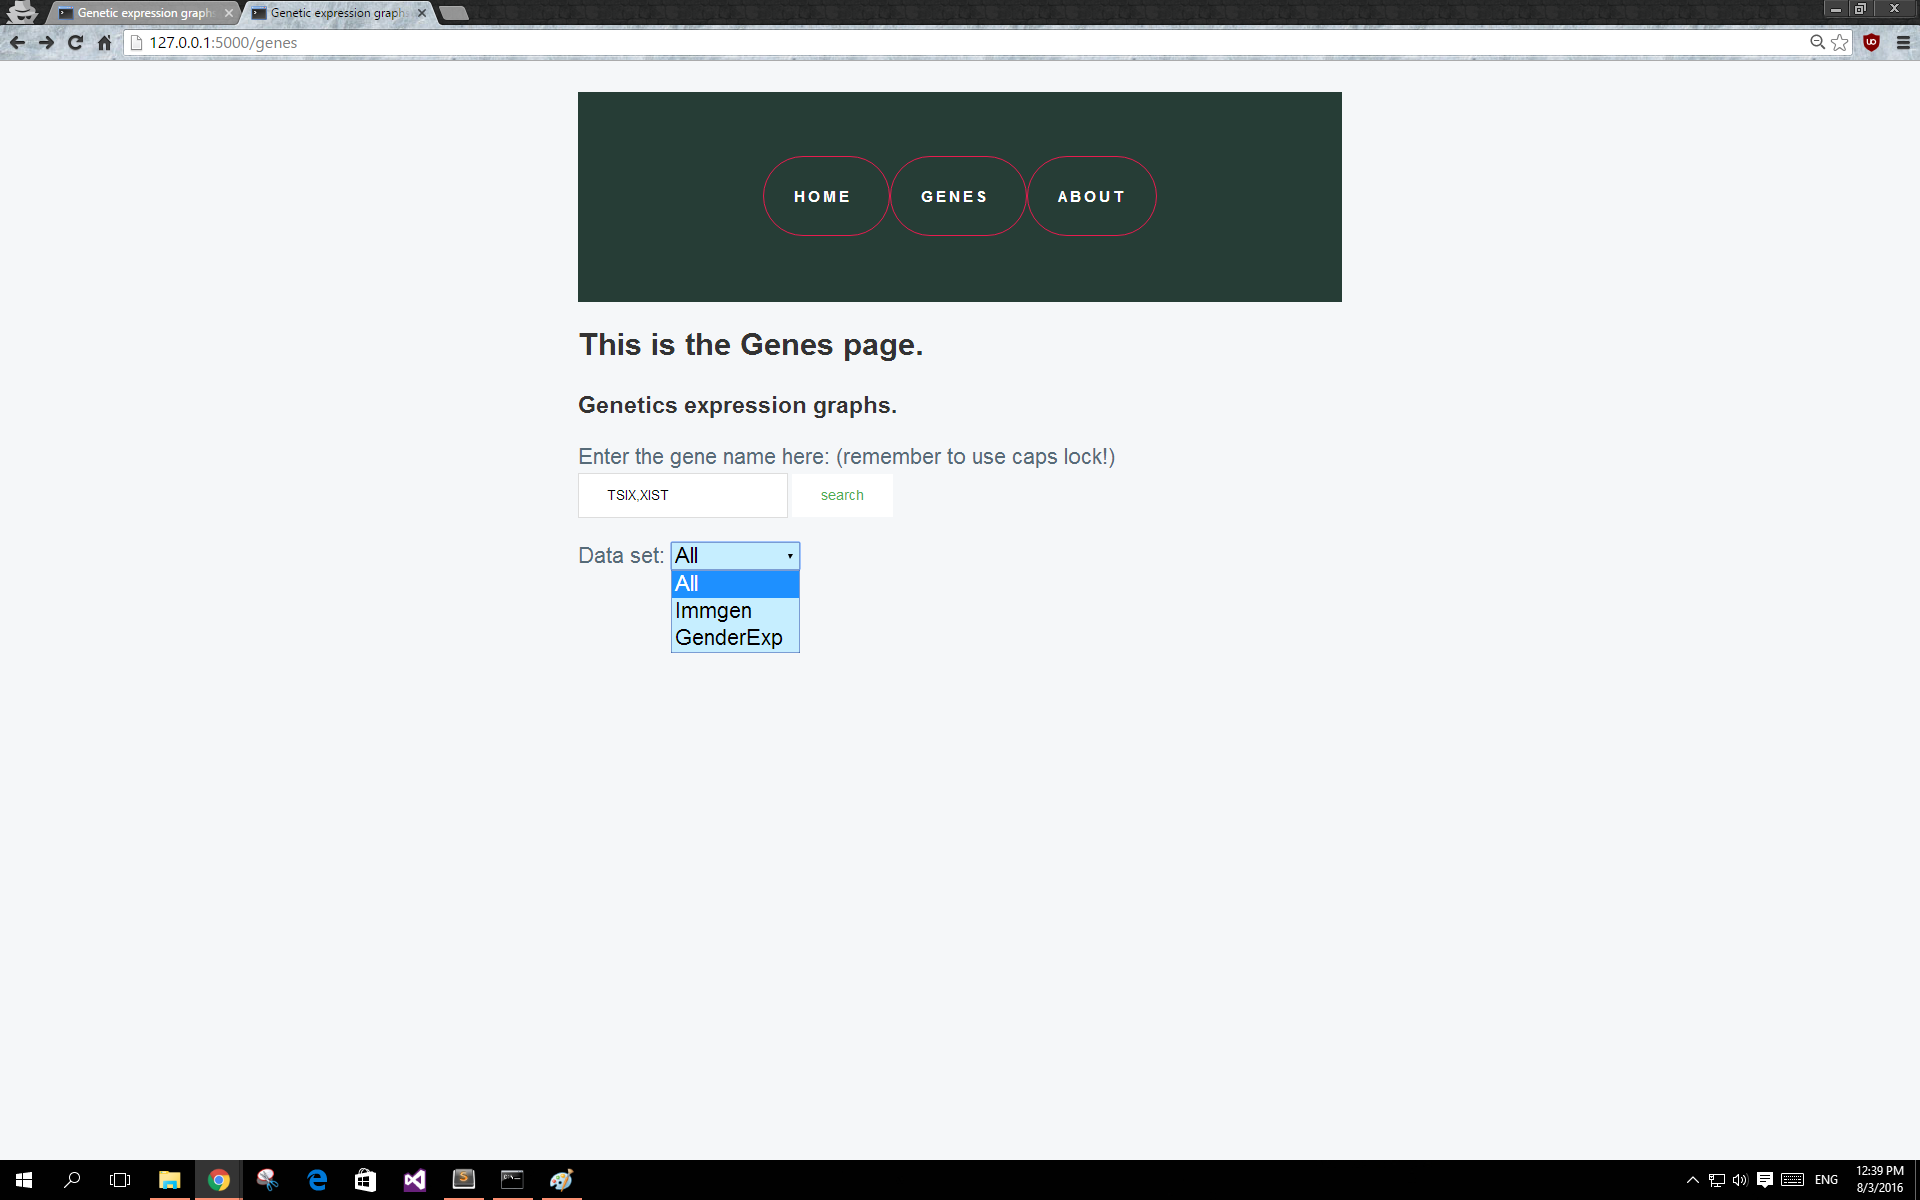 Genetic expression graph
Genetic expression graph
127.0.0.1:5000/genes
HOME
GENES
ABOUT
This is the Genes page.
Genetics expression graphs.
Enter the gene name here: (remember to use caps lock!)
TSIX,XIST
search
Data set: All
All
Immgen
GenderExp
ENG
12:39 PM
8/3/2016